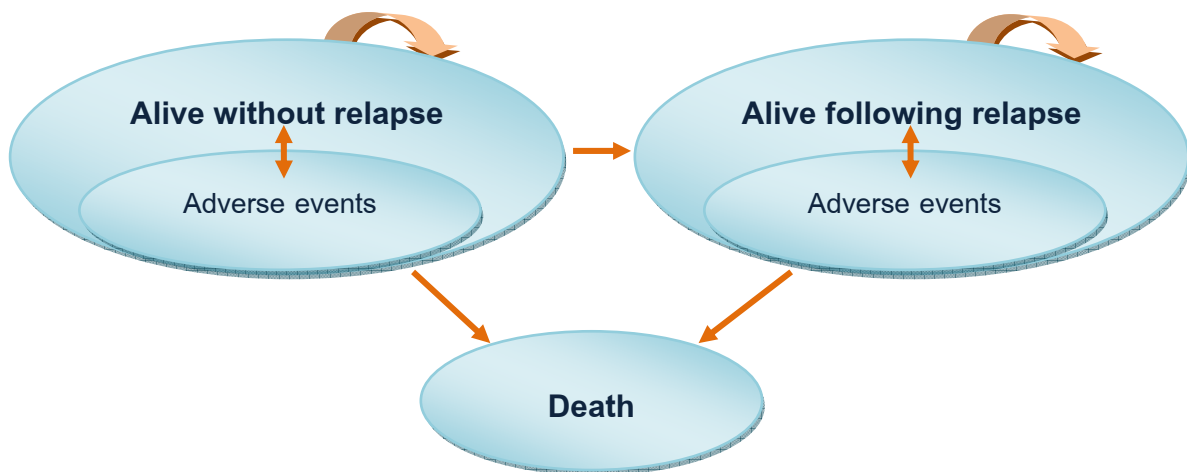 Alive without relapse
Adverse events
Alive following relapse
Adverse events
Death